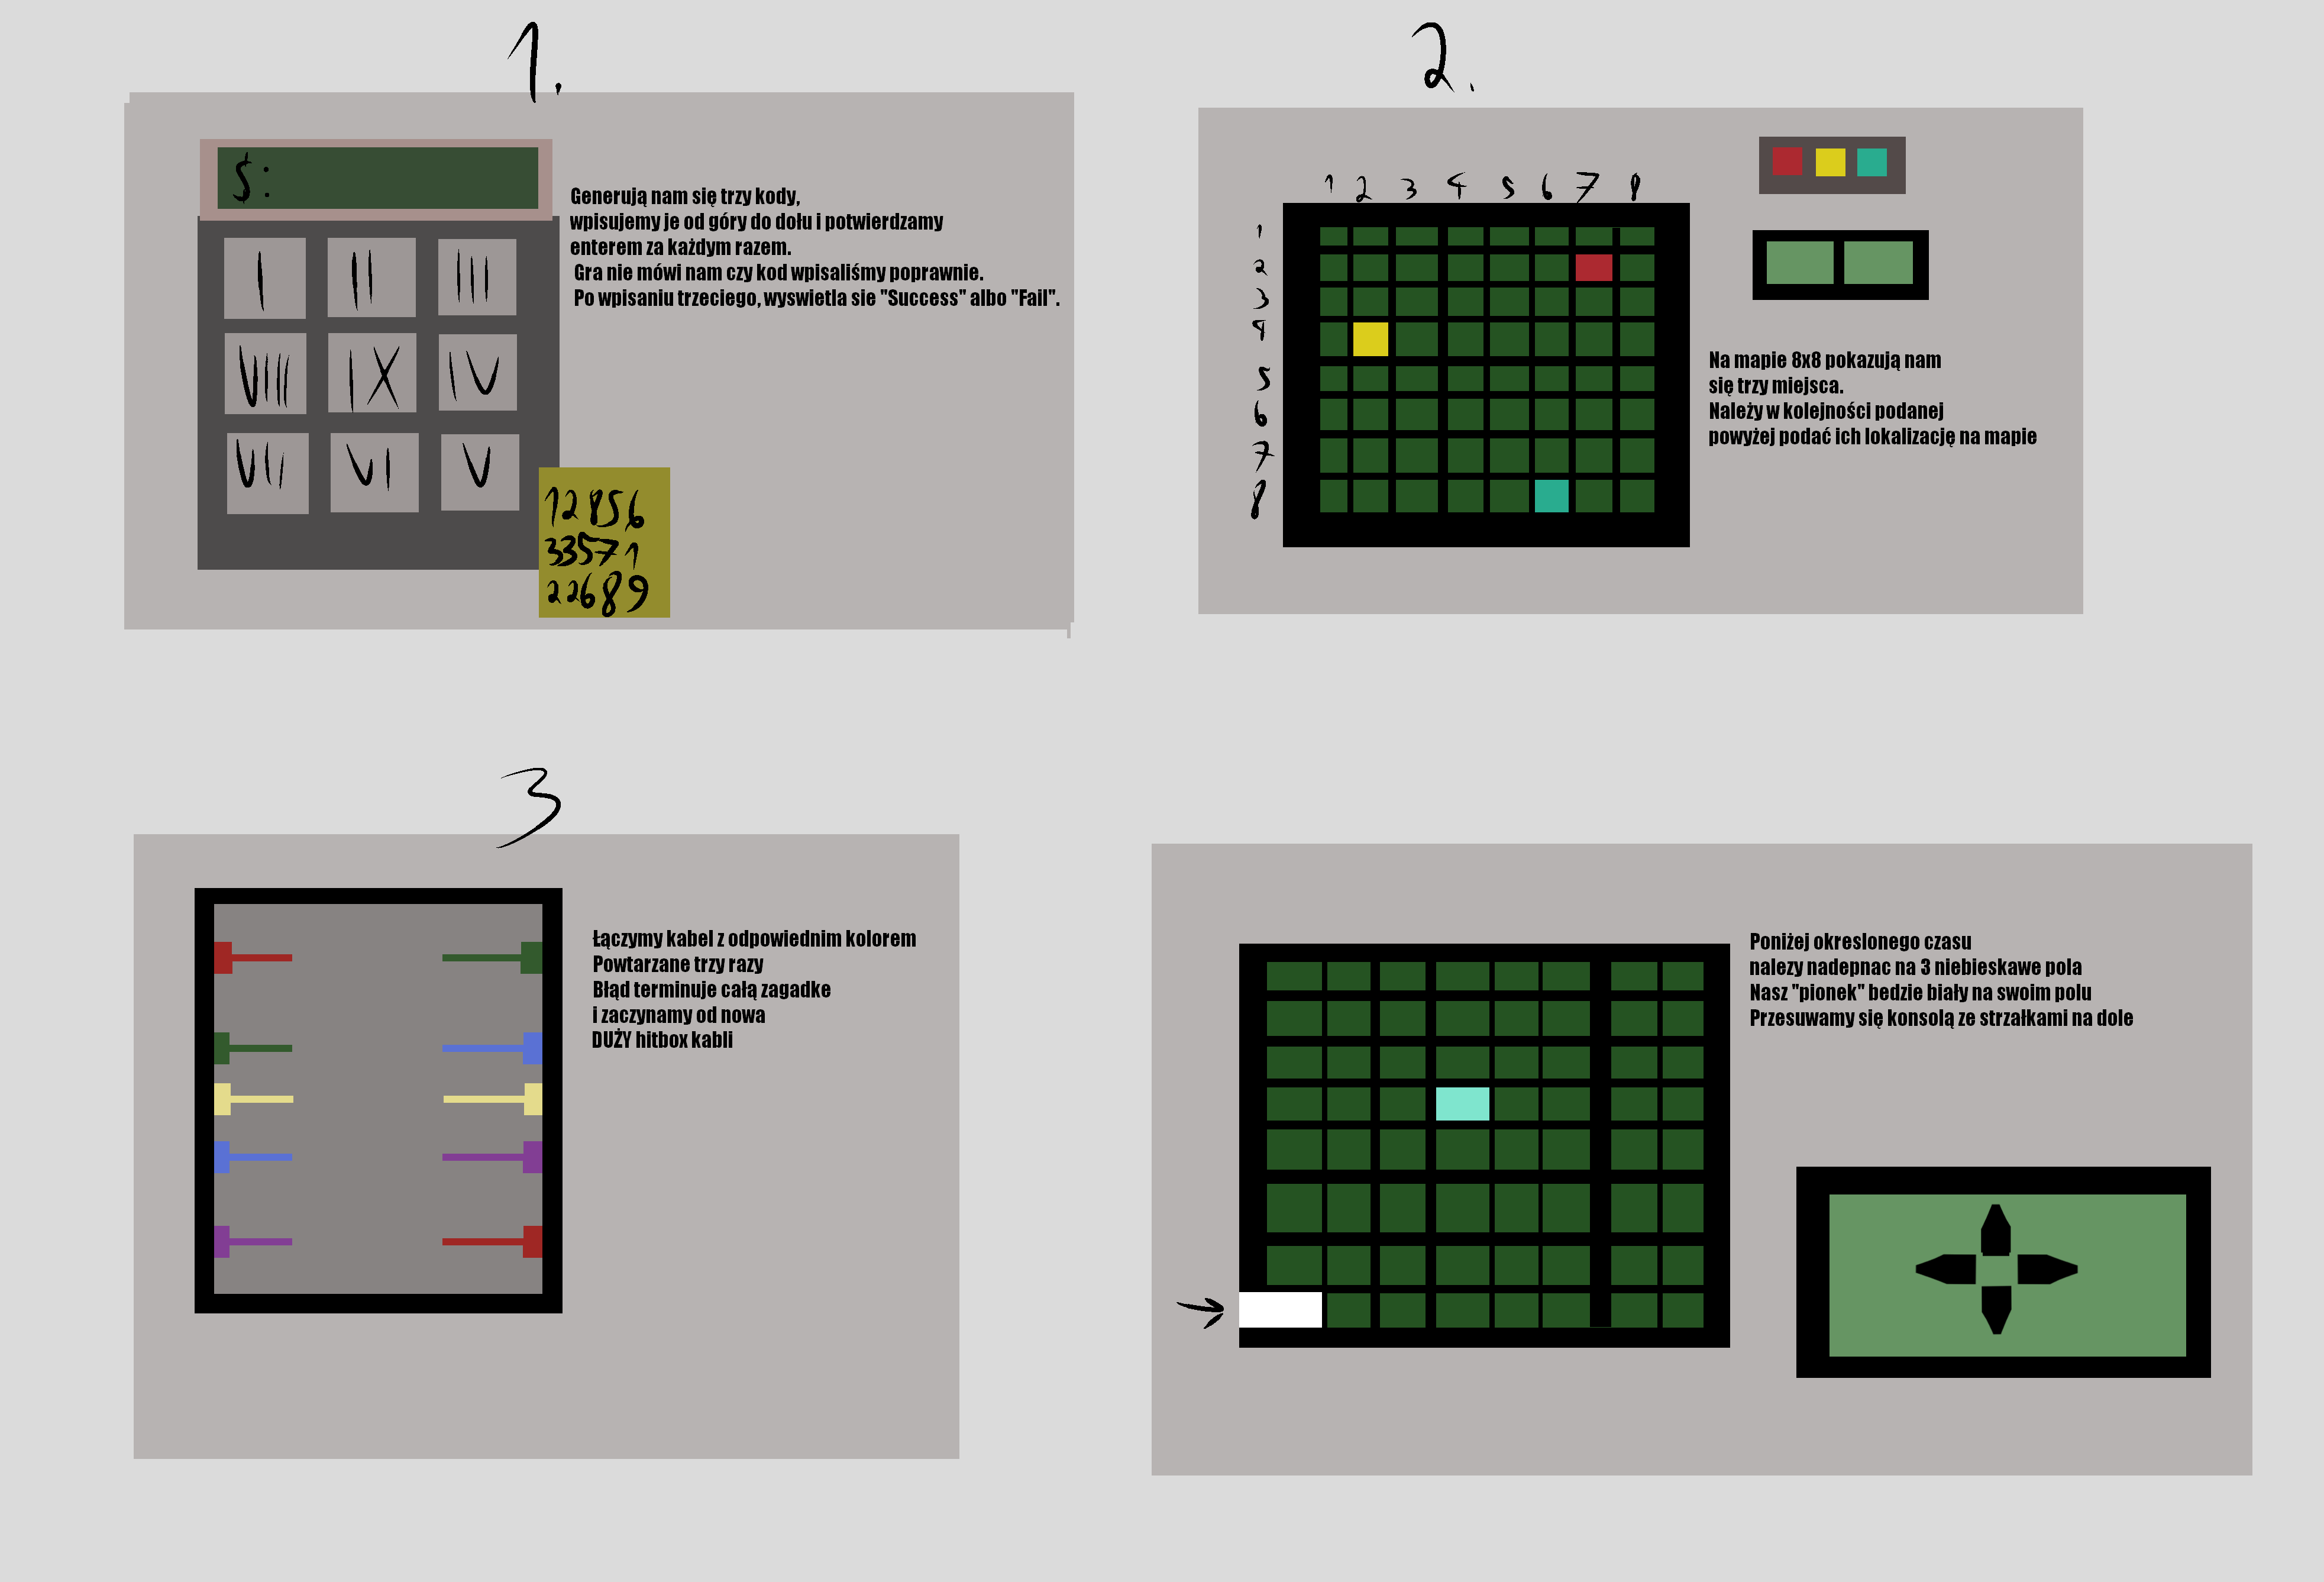 1.
S:
I II III
VIIII IX IV
VII VI V
12856
33571
22689
Generują nam się trzy kody,
wpisujemy je od góry do dołu i potwierdzamy
enterem za każdym razem.
Gra nie mówi nam czy kod wpisaliśmy poprawnie.
Po wpisaniu trzeciego, wyswietla sie "Success" albo "Fail".
2.
1 2 3 4 5 6 7 8
1
2
3
4
5
6
7
8
Na mapie 8x8 pokazują nam
się trzy miejsca.
Należy w kolejności podanej
powyżej podać ich lokalizację na mapie
3
Łączymy kabel z odpowiednim kolorem
Powtarzane trzy razy
Błąd terminuje całą zagadke
i zaczynamy od nowa
DUŻY hitbox kabli
Poniżej okreslonego czasu
nalezy nadepnac na 3 niebieskawe pola
Nasz "pionek" bedzie biały na swoim polu
Przesuwamy się konsolą ze strzałkami na dole